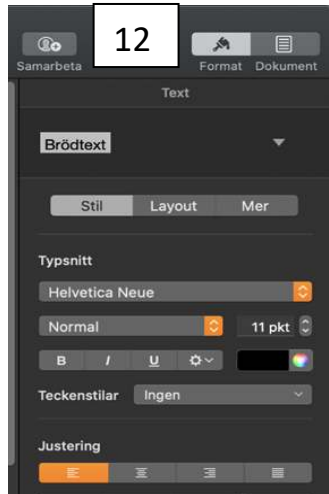 12
Samarbeta Format Dokument
Text
Brödtext
Stil Layout Mer
Typsnitt
Helvetica Neue
Normal 11 pkt
B I U
Teckenstilar Ingen
Justering